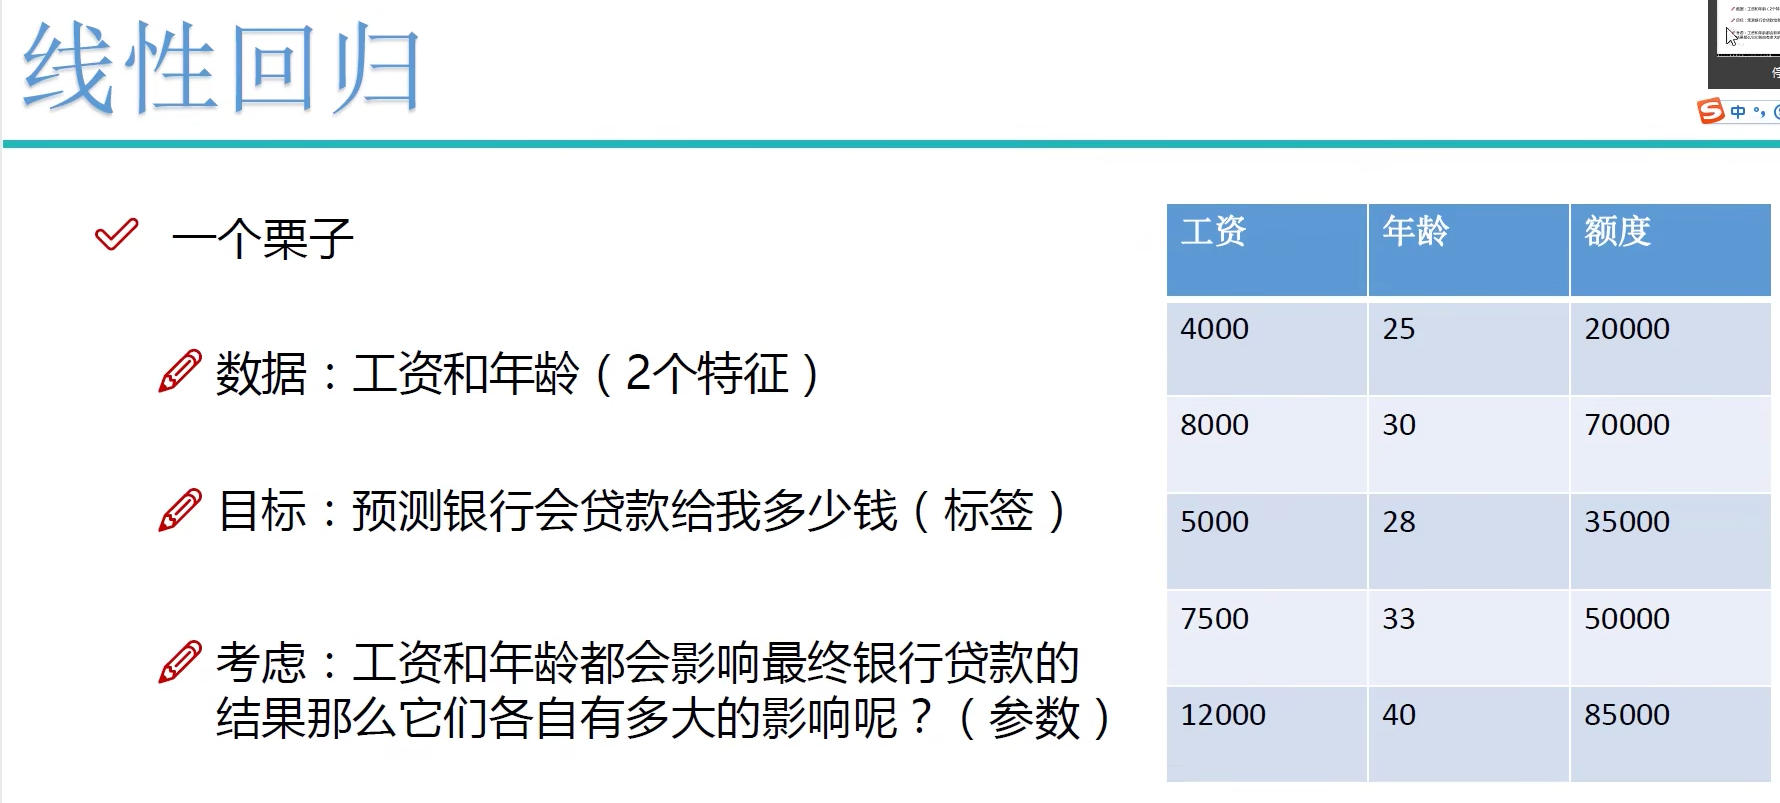 线性回归
一个栗子
数据：工资和年龄（2个特征）
目标：预测银行会贷款给我多少钱（标签）
考虑：工资和年龄都会影响最终银行贷款的
结果那么它们各自有多大的影响呢？（参数）
工资 年龄 额度
4000 25 20000
8000 30 70000
5000 28 35000
7500 33 50000
12000 40 85000
中